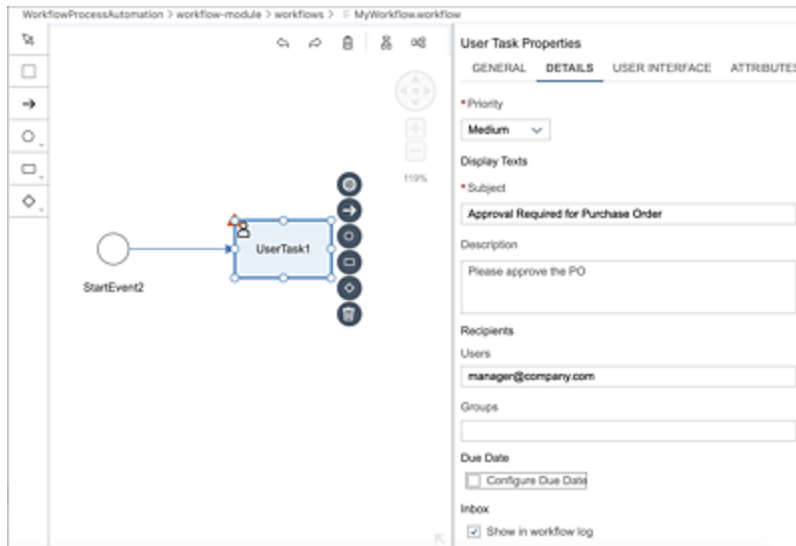 WorkflowProcessAutomation > workflow-module > workflows > MyWorkflow.workflow
119%
StartEvent2
UserTask1
User Task Properties
GENERAL DETAILS USER INTERFACE ATTRIBUTES
*Priority
Medium
Display Texts
*Subject
Approval Required for Purchase Order
Description
Please approve the PO
Recipients
Users
manager@company.com
Groups
Due Date
Configure Due Date
Inbox
Show in workflow log